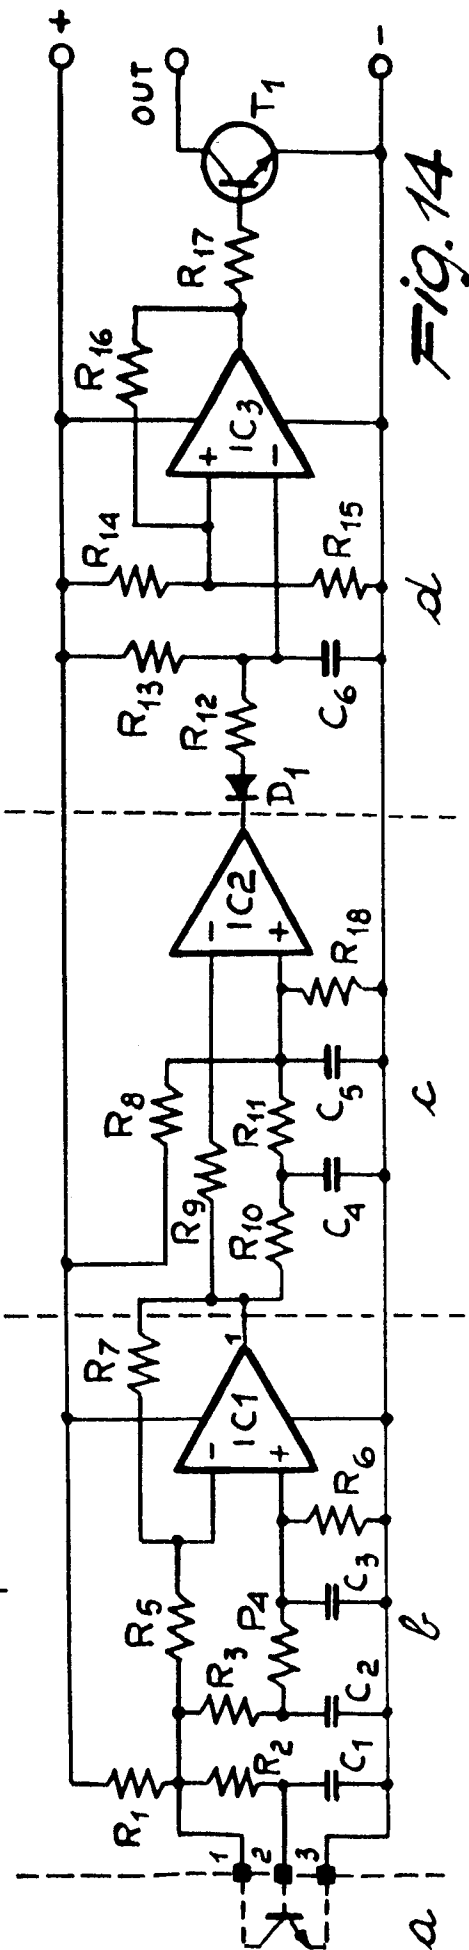 +
OUT
T1
-
Fig. 14
R17
R16
IC3
+
-
R14
R15
d
R13
R12
C6
D1
IC2
-
+
R18
R8
R9
R11
R10
C5
C4
c
R7
1
IC1
-
+
R6
R5
P4
C3
b
R3
C2
R2
C1
R1
1
2
3
a